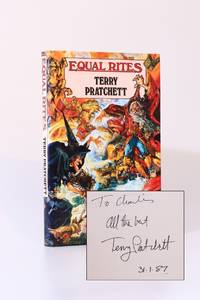 EQUAL RITES
TERRY
PRATCHETT
EQUAL RITES
TERRY PRATCHETT
To Charles
All the best
Terry Pratchett
31.1.87